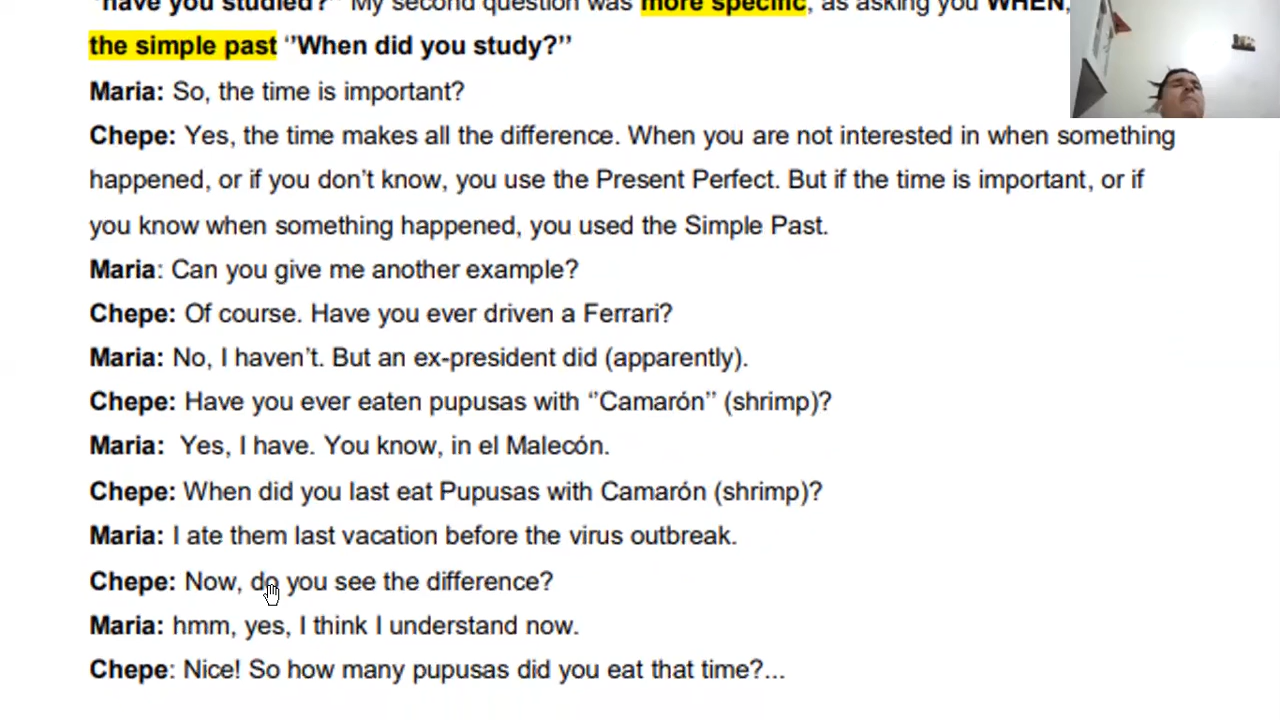 "have you studied?" My second question was more specific, as asking you WHEN,
the simple past ‘’When did you study?’’
Maria: So, the time is important?
Chepe: Yes, the time makes all the difference. When you are not interested in when something
happened, or if you don’t know, you use the Present Perfect. But if the time is important, or if
you know when something happened, you used the Simple Past.
Maria: Can you give me another example?
Chepe: Of course. Have you ever driven a Ferrari?
Maria: No, I haven’t. But an ex-president did (apparently).
Chepe: Have you ever eaten pupusas with ‘’Camarón’’ (shrimp)?
Maria: Yes, I have. You know, in el Malecón.
Chepe: When did you last eat Pupusas with Camarón (shrimp)?
Maria: I ate them last vacation before the virus outbreak.
Chepe: Now, do you see the difference?
Maria: hmm, yes, I think I understand now.
Chepe: Nice! So how many pupusas did you eat that time?...